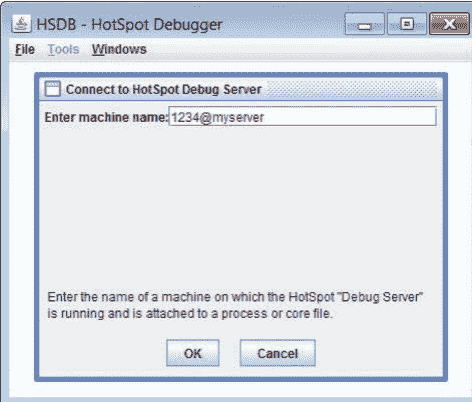 HSDB - HotSpot Debugger
File Tools Windows
Connect to HotSpot Debug Server
Enter machine name: 1234@myserver
Enter the name of a machine on which the HotSpot "Debug Server"
is running and is attached to a process or core file.
OK Cancel